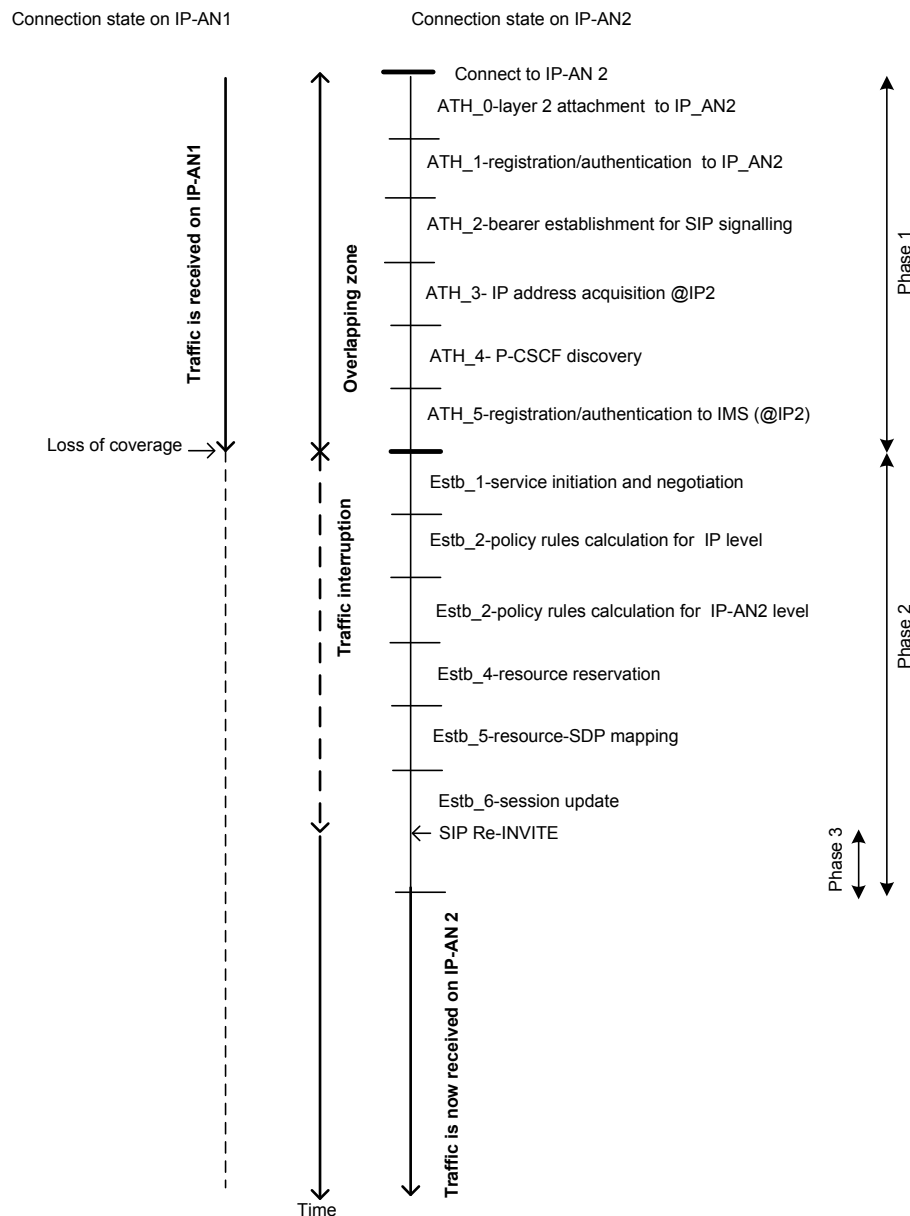 Connection state on IP-AN1
Connection state on IP-AN2
Connect to IP-AN 2
ATH_0-layer 2 attachment to IP_AN2
ATH_1-registration/authentication to IP_AN2
ATH_2-bearer establishment for SIP signalling
ATH_3- IP address acquisition @IP2
ATH_4- P-CSCF discovery
ATH_5-registration/authentication to IMS (@IP2)
Traffic is received on IP-AN1
Overlapping zone
Phase 1
Loss of coverage
Estb_1-service initiation and negotiation
Estb_2-policy rules calculation for IP level
Estb_2-policy rules calculation for IP-AN2 level
Estb_4-resource reservation
Estb_5-resource-SDP mapping
Estb_6-session update
SIP Re-INVITE
Traffic interruption
Phase 2
Phase 3
Traffic is now received on IP-AN 2
Time